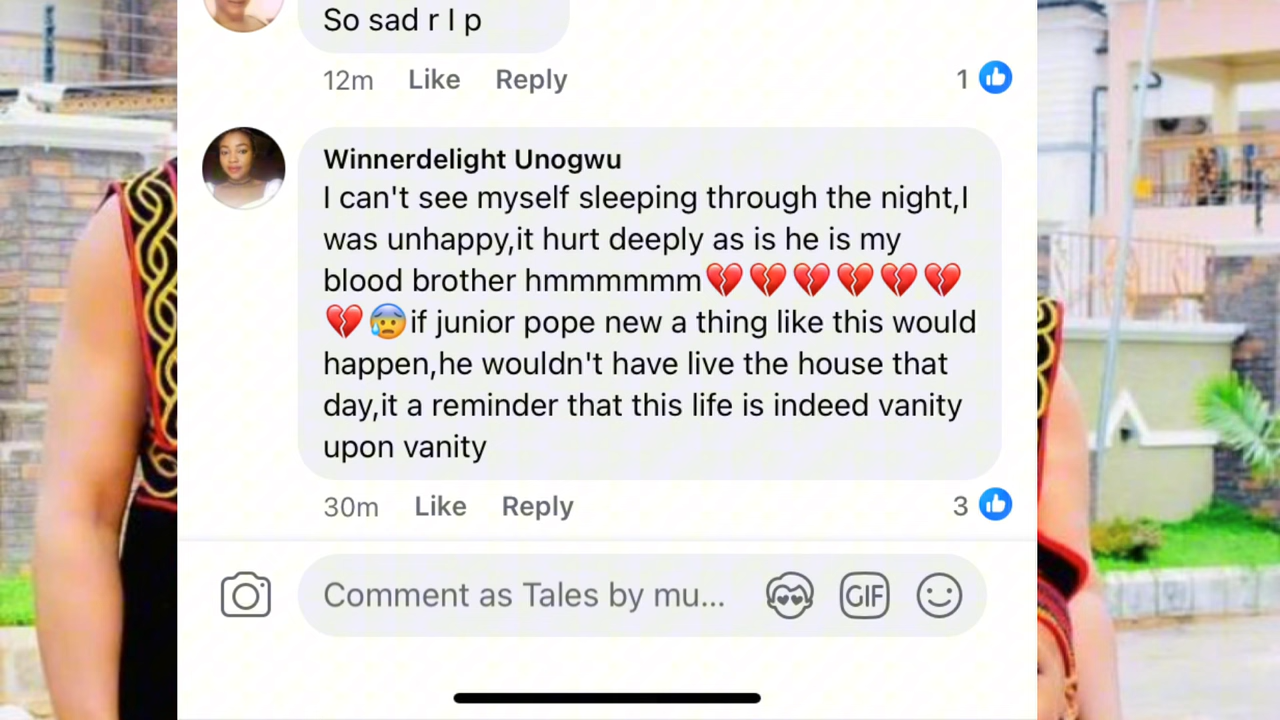 So sad r I p
12m Like Reply 1
Winnerdelight Unogwu
I can't see myself sleeping through the night,I
was unhappy,it hurt deeply as is he is my
blood brother hmmmmmm💔💔💔💔💔💔
💔😰if junior pope new a thing like this would
happen,he wouldn't have live the house that
day,it a reminder that this life is indeed vanity
upon vanity
30m Like Reply 3
Comment as Tales by mu... GIF